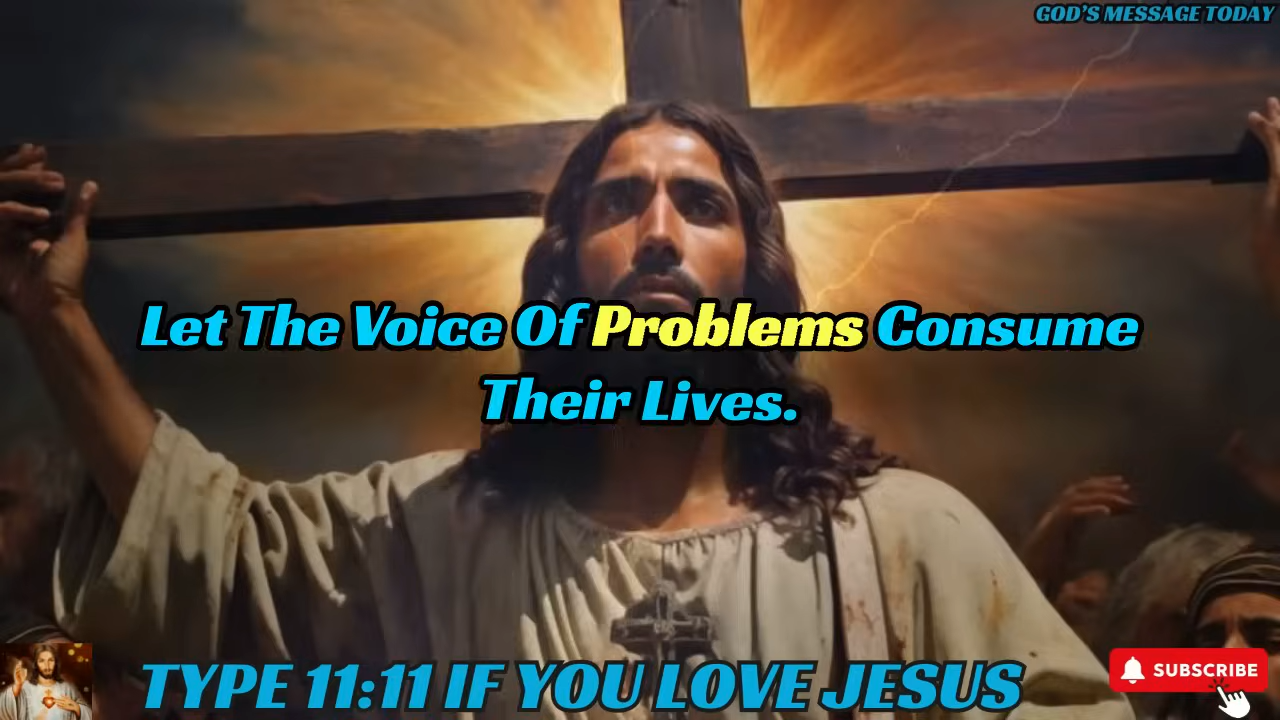 GOD'S MESSAGE TODAY
Let The Voice Of Problems Consume
Their Lives.
TYPE 11:11 IF YOU LOVE JESUS
SUBSCRIBE